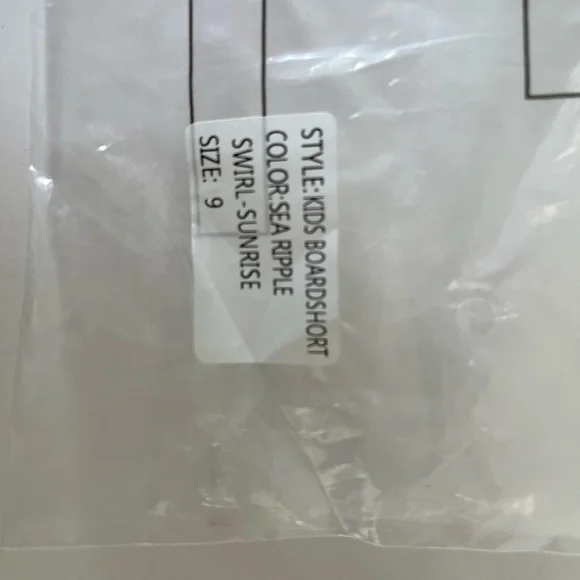 STYLE:KIDS BOARDSHORT
COLOR:SEA RIPPLE
SWIRL-SUNRISE
SIZE: 9